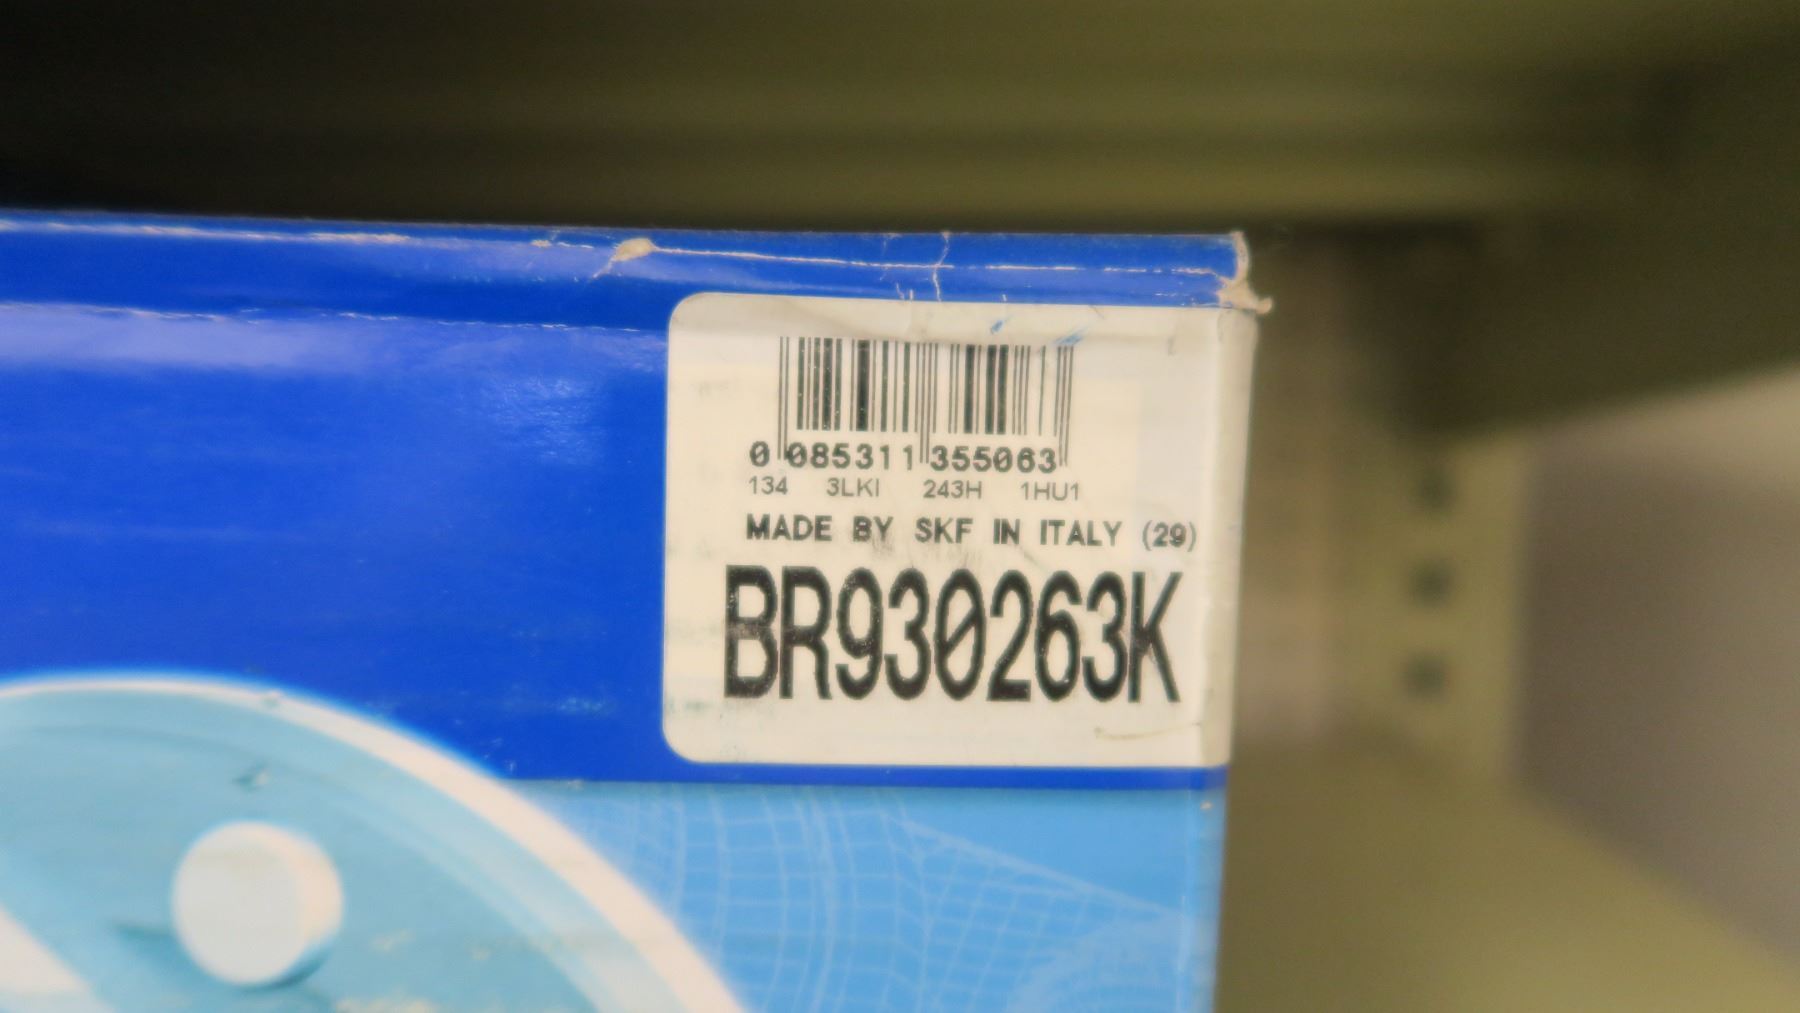 0 085311 355063
134 3LKI 243H 1HU1
MADE BY SKF IN ITALY (29)
BR930263K